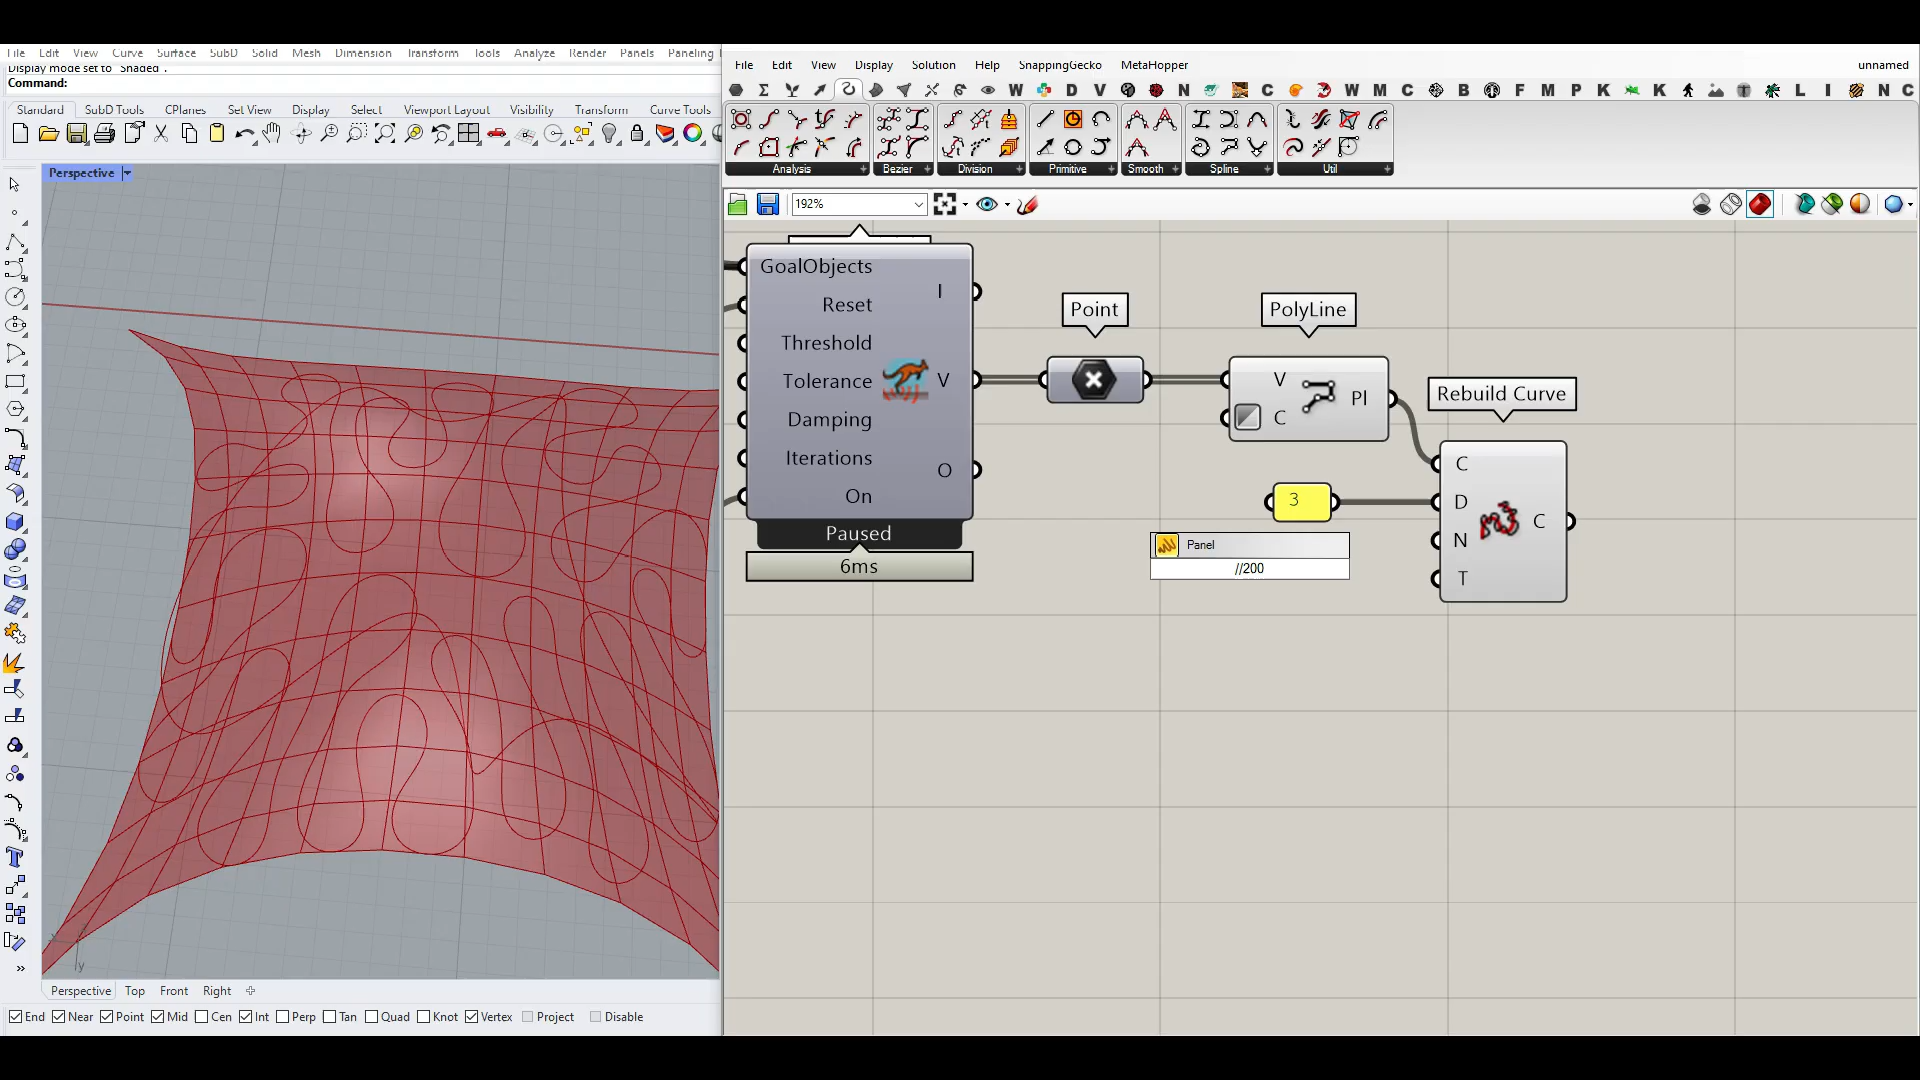 File Edit View Curve Surface SubD Solid Mesh Dimension Transform Tools Analyze Render Panels Paneling
Display mode set to "Shaded".
Command:
Standard SubD Tools CPlanes Set View Display Select Viewport Layout Visibility Transform Curve Tools
Perspective
y
Perspective Top Front Right
End Near Point Mid Cen Int Perp Tan Quad Knot Vertex Project Disable
File Edit View Display Solution Help SnappingGecko MetaHopper unnamed
W D V N C W M C B F M P K K L I N C
Analysis Bezier Division Primitive Smooth Spline Util
192%
GoalObjects
Reset
Threshold
Tolerance
Damping
Iterations
On
I
V
O
Paused
6ms
Point
PolyLine
V
C
Pl
Rebuild Curve
C
D
N
T
C
3
Panel
//200